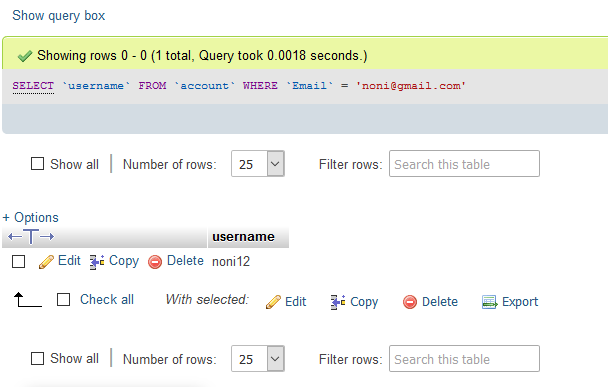 Show query box
Showing rows 0 - 0 (1 total, Query took 0.0018 seconds.)
SELECT `username` FROM `account` WHERE `Email` = 'noni@gmail.com'
Show all | Number of rows: 25 Filter rows: Search this table
+ Options
←T→ username
Edit Copy Delete noni12
Check all With selected: Edit Copy Delete Export
Show all | Number of rows: 25 Filter rows: Search this table